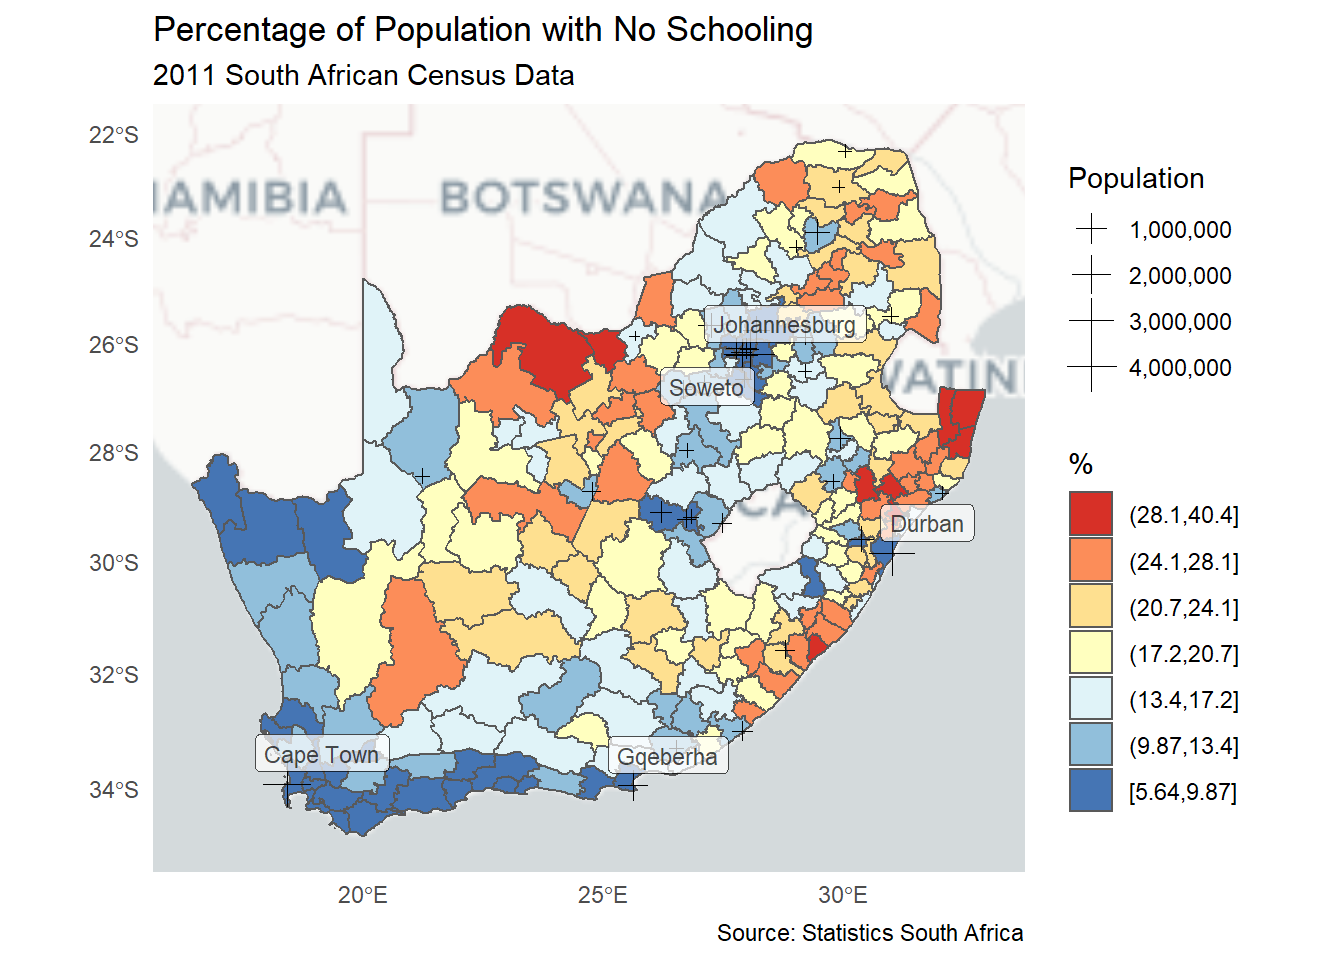 Percentage of Population with No Schooling
2011 South African Census Data
22°S
24°S
26°S
28°S
30°S
32°S
34°S
AMIBIA
BOTSWANA
Johannesburg
Soweto
WATINI
CA
Durban
Cape Town
Gqeberha
20°E
25°E
30°E
Population
1,000,000
2,000,000
3,000,000
4,000,000
%
(28.1,40.4]
(24.1,28.1]
(20.7,24.1]
(17.2,20.7]
(13.4,17.2]
(9.87,13.4]
[5.64,9.87]
Source: Statistics South Africa